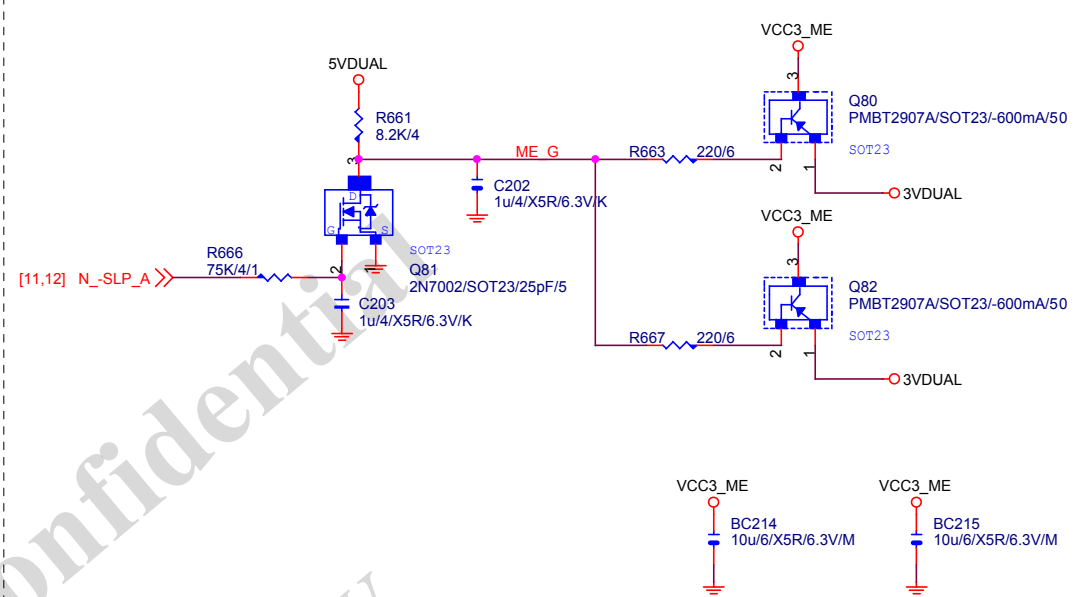 VCC3_ME
3
Q80
PMBT2907A/SOT23/-600mA/50
SOT23
2
1
3VDUAL
5VDUAL
R661
8.2K/4
3
ME_G
R663
220/6
C202
1u/4/X5R/6.3V/K
D
G
S
SOT23
Q81
2N7002/SOT23/25pF/5
2
1
R666
75K/4/1
[11,12] N_-SLP_A
C203
1u/4/X5R/6.3V/K
VCC3_ME
3
Q82
PMBT2907A/SOT23/-600mA/50
SOT23
R667
220/6
2
1
3VDUAL
VCC3_ME
BC214
10u/6/X5R/6.3V/M
VCC3_ME
BC215
10u/6/X5R/6.3V/M
onfidential